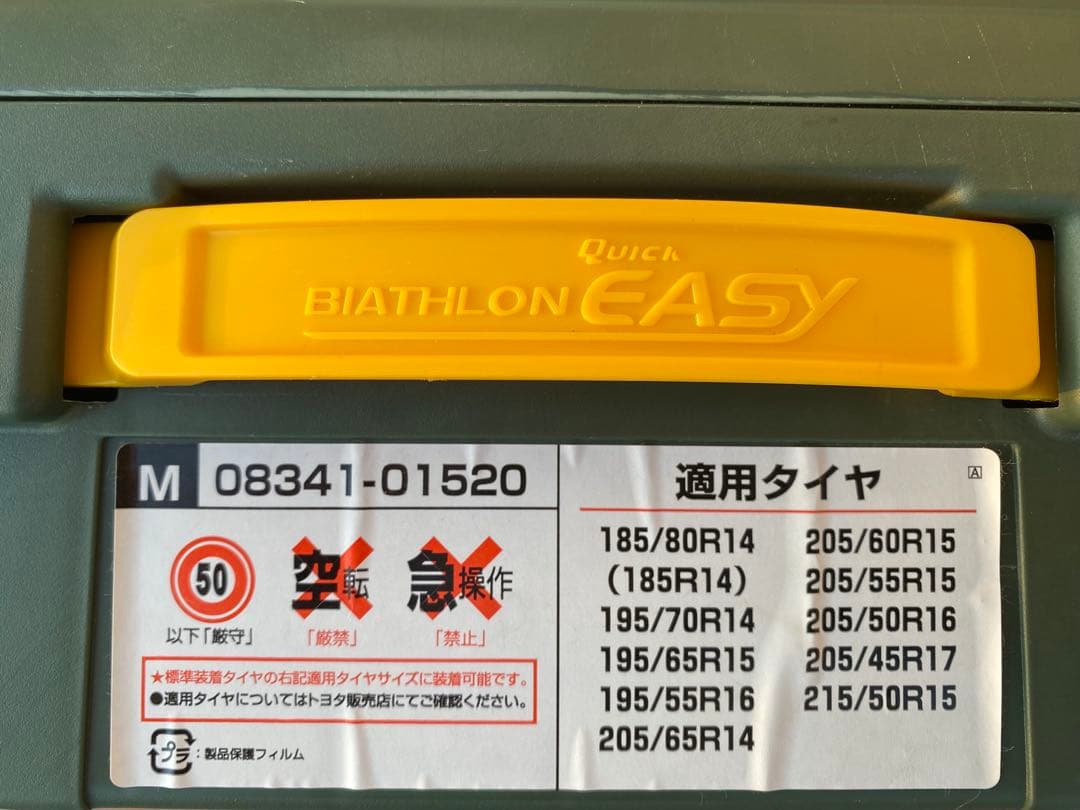 Quick
BIATHLON EASY
M 08341-01520
50
以下「厳守」
空転
「厳禁」
急操作
「禁止」
★標準装着タイヤの右記適用タイヤサイズに装着可能です。
●適用タイヤについてはトヨタ販売店にてご確認ください。
プラ:製品保護フィルム
適用タイヤ
A
185/80R14
(185R14)
195/70R14
195/65R15
195/55R16
205/65R14
205/60R15
205/55R15
205/50R16
205/45R17
215/50R15